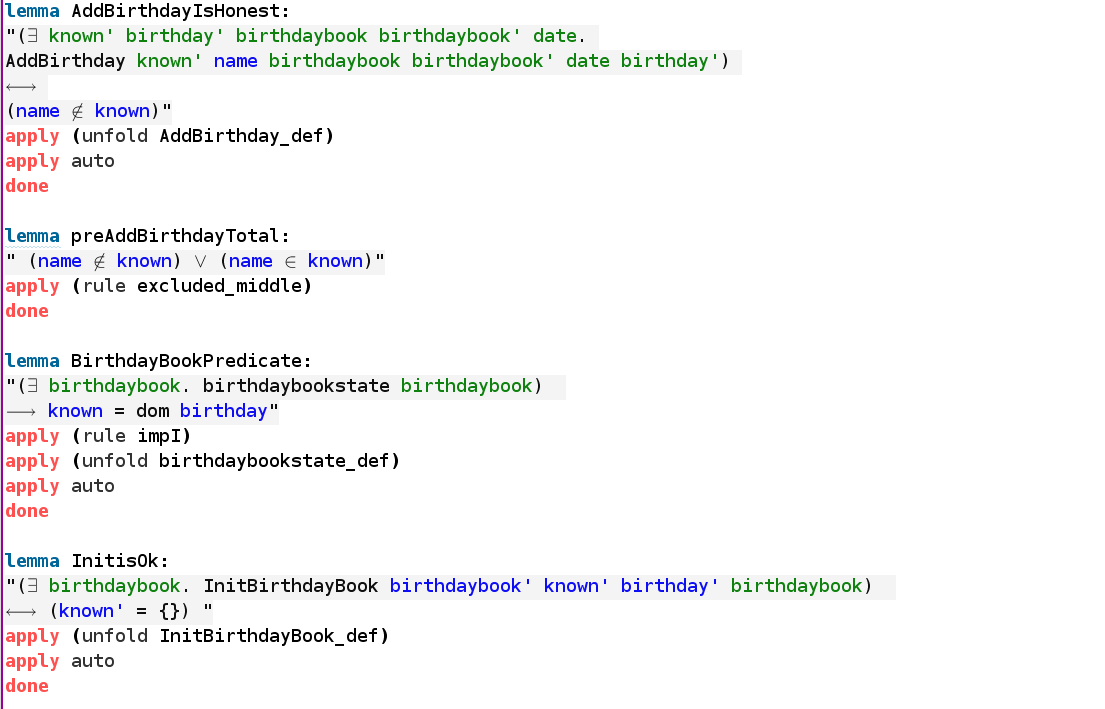 lemma AddBirthdayIsHonest:
"(∃ known' birthday' birthdaybook birthdaybook' date.
AddBirthday known' name birthdaybook birthdaybook' date birthday')
⟷
(name ∉ known)"
apply (unfold AddBirthday_def)
apply auto
done
lemma preAddBirthdayTotal:
" (name ∉ known) ∨ (name ∈ known)"
apply (rule excluded_middle)
done
lemma BirthdayBookPredicate:
"(∃ birthdaybook. birthdaybookstate birthdaybook)
⟶ known = dom birthday"
apply (rule impI)
apply (unfold birthdaybookstate_def)
apply auto
done
lemma InitisOk:
"(∃ birthdaybook. InitBirthdayBook birthdaybook' known' birthday' birthdaybook)
⟷ (known' = {}) "
apply (unfold InitBirthdayBook_def)
apply auto
done